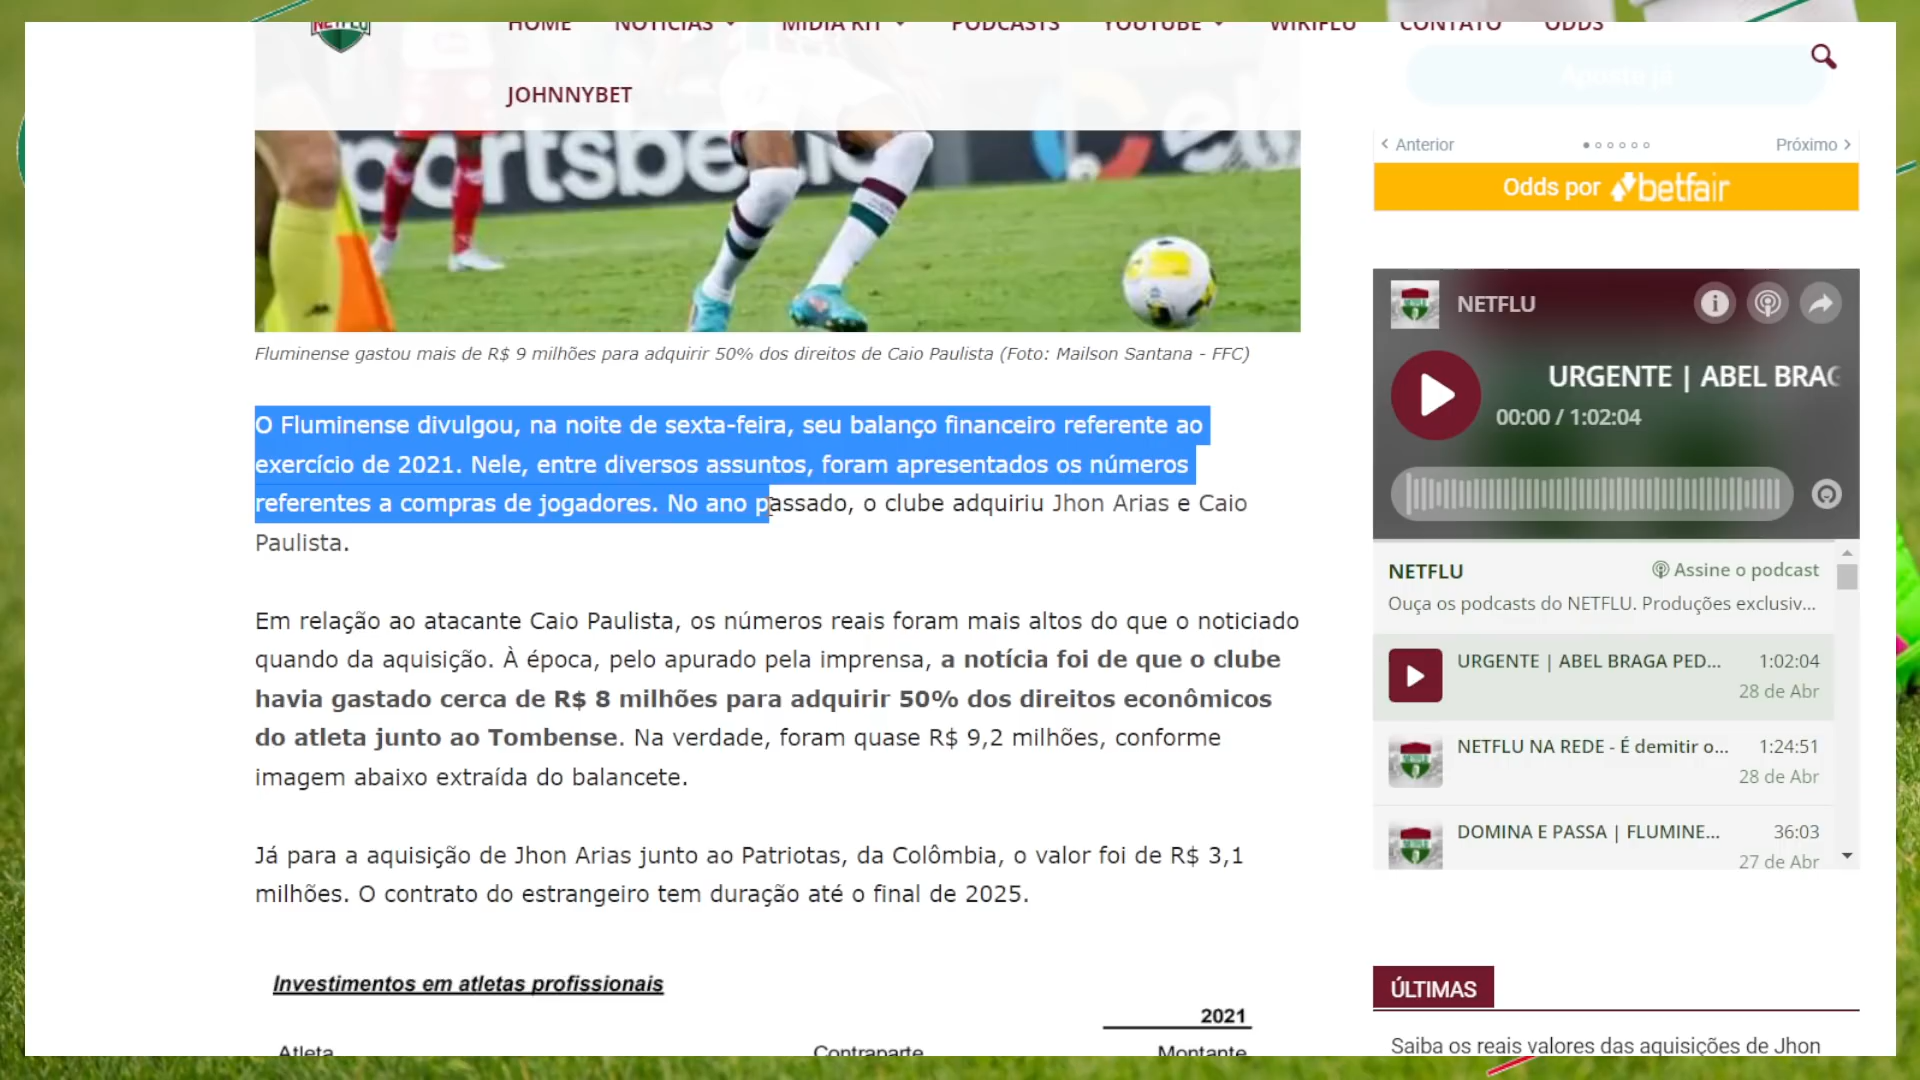 NETFLU
HOME NOTÍCIAS MÍDIA KIT PODCASTS YOUTUBE WIKIFLU CONTATO ODDS
JOHNNYBET
Aposte já
Anterior
Próximo
Odds por betfair
portsbe
Fluminense gastou mais de R$ 9 milhões para adquirir 50% dos direitos de Caio Paulista (Foto: Mailson Santana - FFC)
O Fluminense divulgou, na noite de sexta-feira, seu balanço financeiro referente ao
exercício de 2021. Nele, entre diversos assuntos, foram apresentados os números
referentes a compras de jogadores. No ano passado, o clube adquiriu Jhon Arias e Caio
Paulista.
Em relação ao atacante Caio Paulista, os números reais foram mais altos do que o noticiado
quando da aquisição. À época, pelo apurado pela imprensa, a notícia foi de que o clube
havia gastado cerca de R$ 8 milhões para adquirir 50% dos direitos econômicos
do atleta junto ao Tombense. Na verdade, foram quase R$ 9,2 milhões, conforme
imagem abaixo extraída do balancete.
Já para a aquisição de Jhon Arias junto ao Patriotas, da Colômbia, o valor foi de R$ 3,1
milhões. O contrato do estrangeiro tem duração até o final de 2025.
Investimentos em atletas profissionais
2021
Atleta Contraparte Montante
NETFLU
URGENTE | ABEL BRAG
00:00 / 1:02:04
NETFLU
Assine o podcast
Ouça os podcasts do NETFLU. Produções exclusiv...
URGENTE | ABEL BRAGA PED... 1:02:04
28 de Abr
NETFLU NA REDE - É demitir o... 1:24:51
28 de Abr
DOMINA E PASSA | FLUMINE... 36:03
27 de Abr
ÚLTIMAS
Saiba os reais valores das aquisições de Jhon